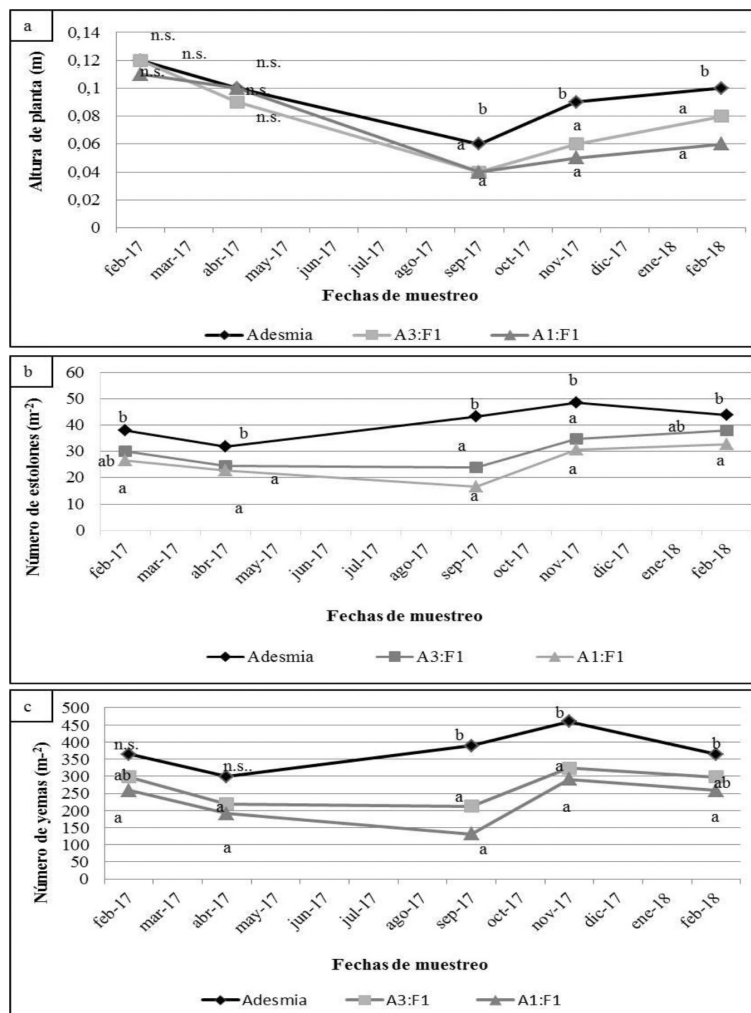 a
Altura de planta (m)
0,14
0,12
0,1
0,08
0,06
0,04
0,02
0
n.s.
n.s.
n.s.
n.s.
n.s.
n.s.
b
a
a
b
a
a
b
a
a
feb-17
mar-17
abr-17
may-17
jun-17
jul-17
ago-17
sep-17
oct-17
nov-17
dic-17
ene-18
feb-18
Fechas de muestreo
Adesmia
A3:F1
A1:F1
b
Número de estolones (m-2)
60
50
40
30
20
10
0
b
ab
a
b
a
a
b
a
a
b
a
a
b
ab
a
feb-17
mar-17
abr-17
may-17
jun-17
jul-17
ago-17
sep-17
oct-17
nov-17
dic-17
ene-18
feb-18
Fechas de muestreo
Adesmia
A3:F1
A1:F1
c
Número de yemas (m-2)
500
450
400
350
300
250
200
150
100
50
0
n.s.
ab
a
n.s..
a
a
b
a
a
b
a
a
b
ab
a
feb-17
mar-17
abr-17
may-17
jun-17
jul-17
ago-17
sep-17
oct-17
nov-17
dic-17
ene-18
feb-18
Fechas de muestreo
Adesmia
A3:F1
A1:F1